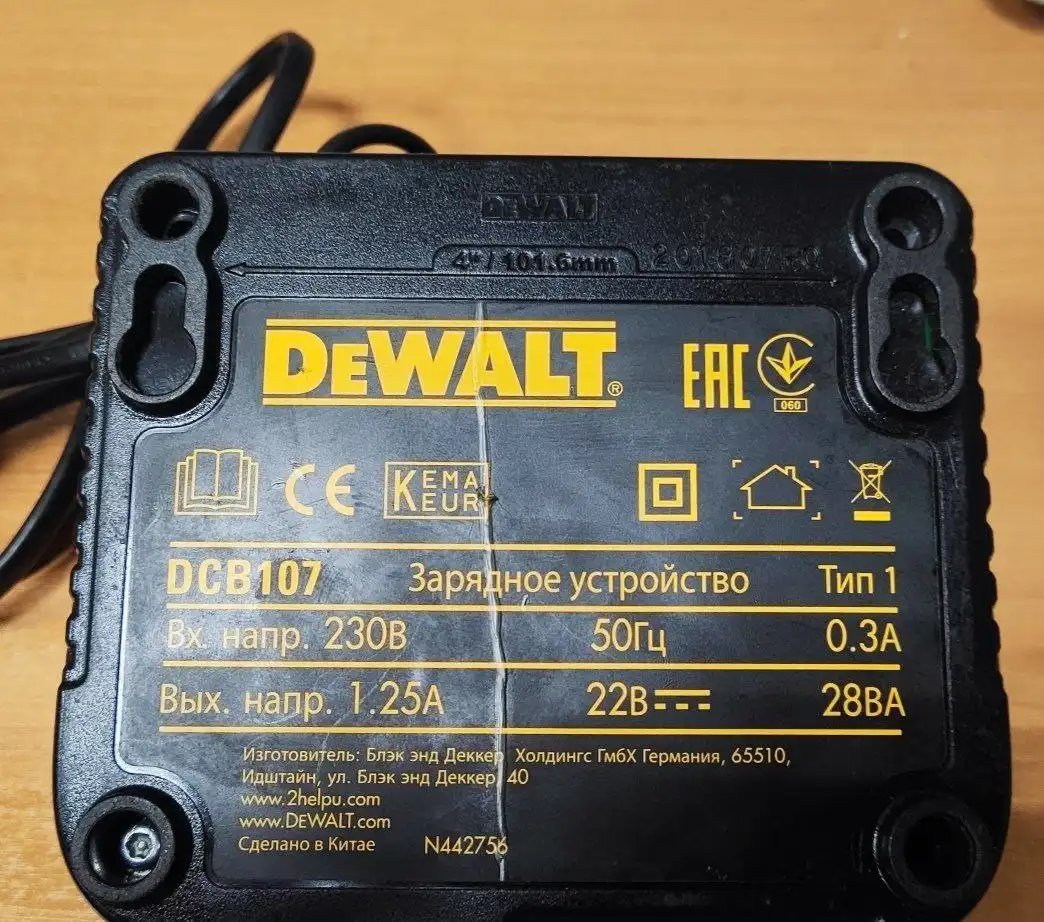 DEWALT
4" / 101.6mm
DEWALT®
EAC
060
CE
KEMA
KEUR
DCB107 Зарядное устройство Тип 1
Вх. напр. 230В 50Гц 0.3А
Вых. напр. 1.25А 22В 28ВА
Изготовитель: Блэк энд Деккер Холдингс ГмбХ Германия, 65510,
Идштайн, ул. Блэк энд Деккер 40
www.2helpu.com
www.DEWALT.com
Сделано в Китае N442756